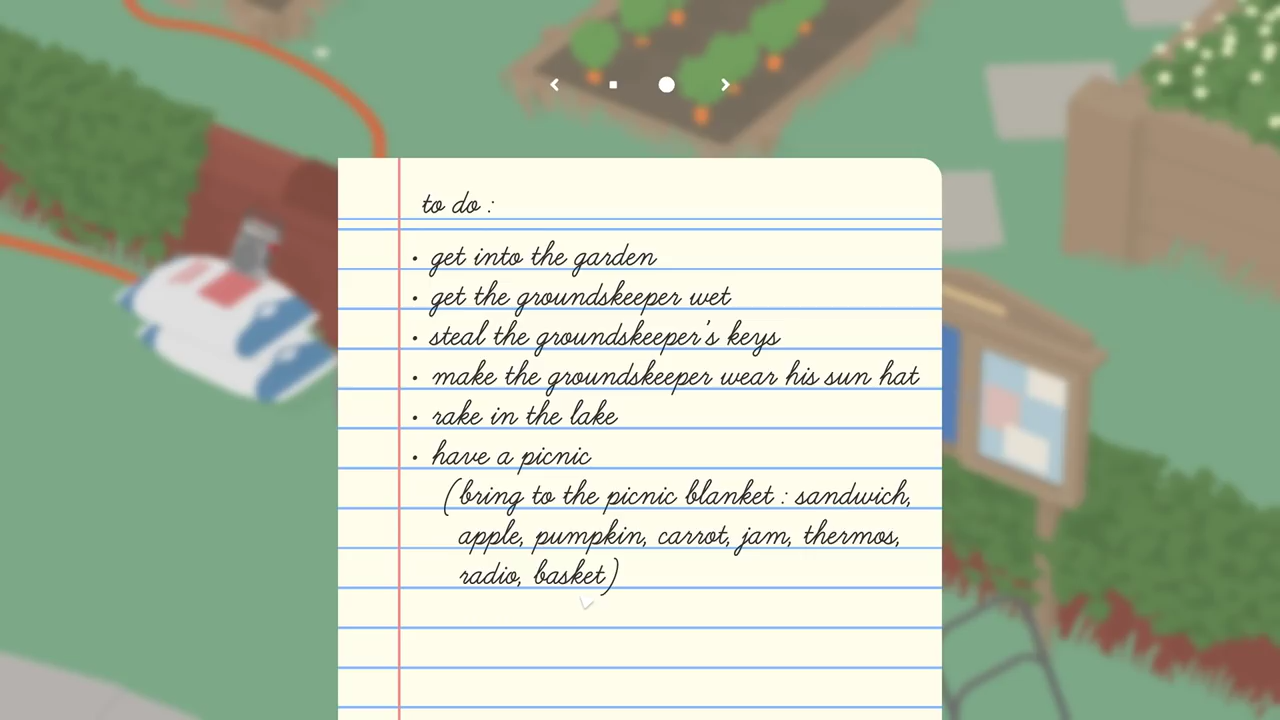 to do :
• get into the garden
• get the groundskeeper wet
• steal the groundskeeper's keys
• make the groundskeeper wear his sun hat
• rake in the lake
• have a picnic
(bring to the picnic blanket : sandwich,
apple, pumpkin, carrot, jam, thermos,
radio, basket)